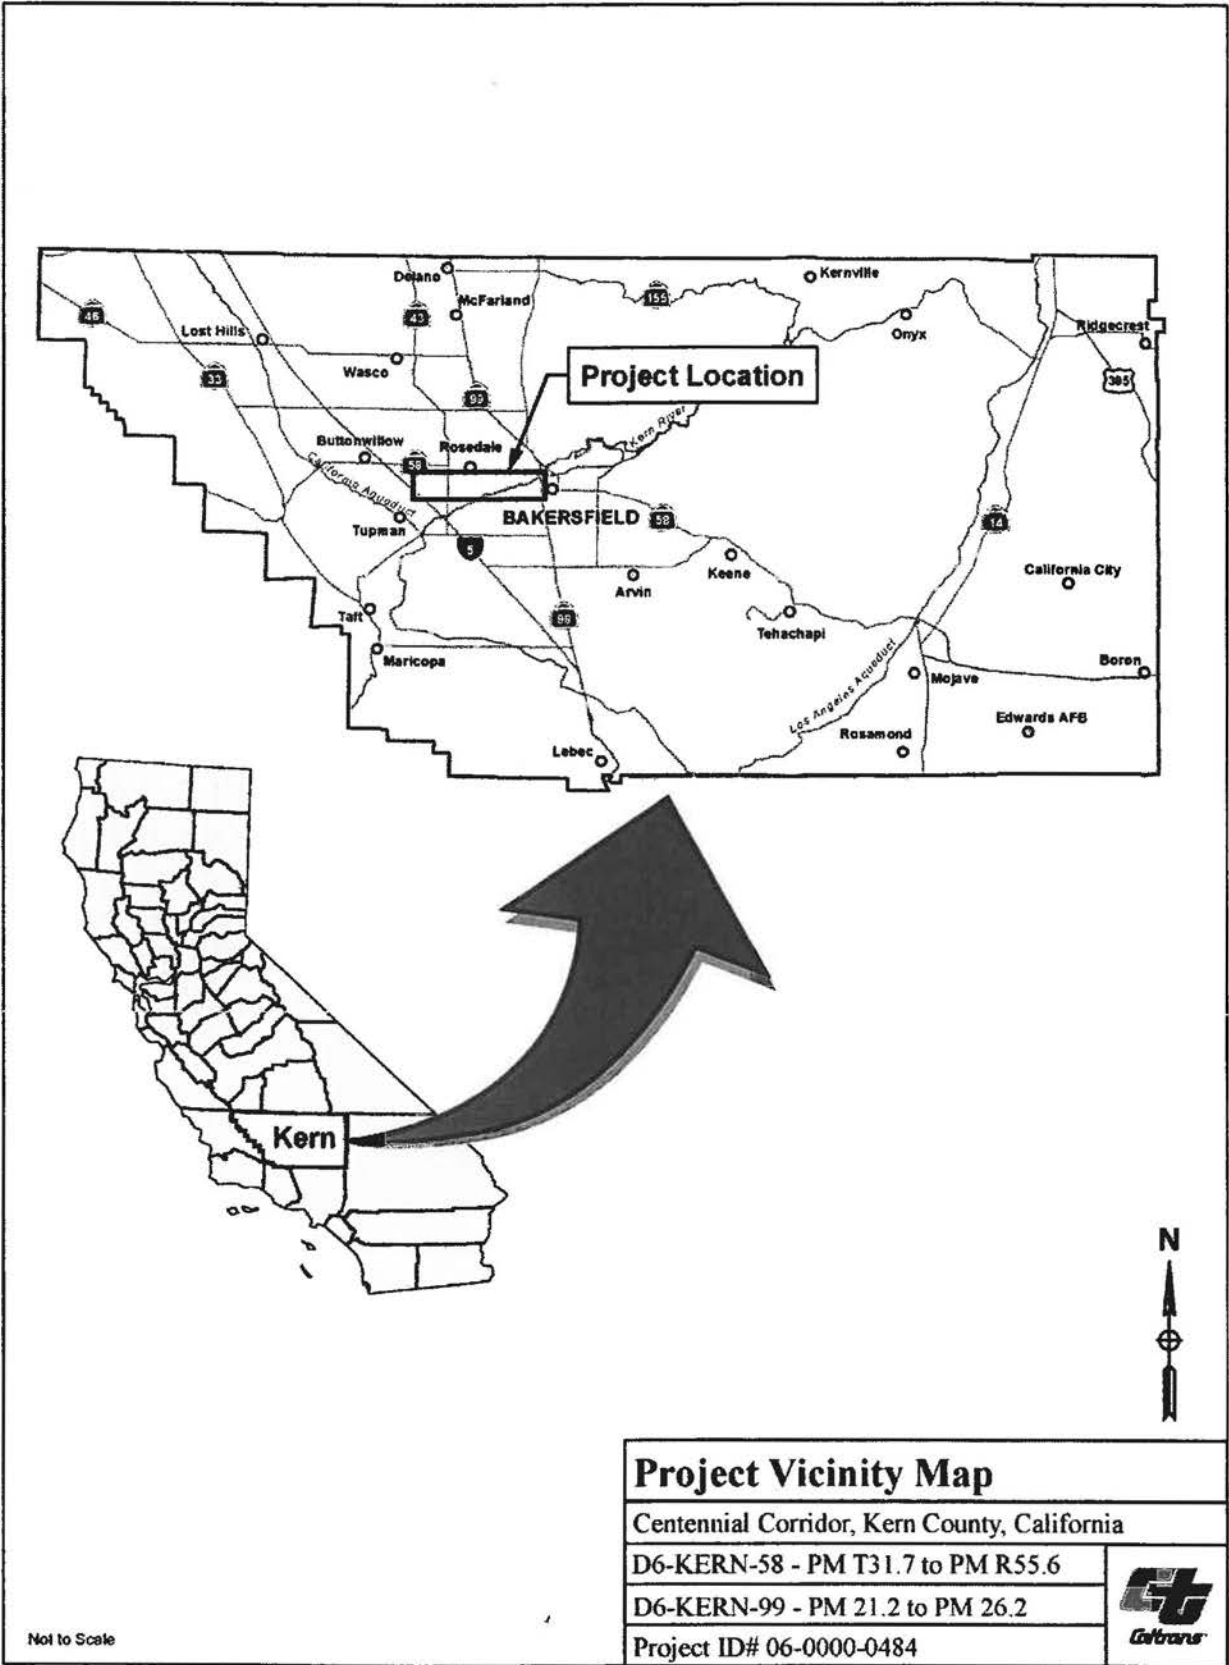 Delano
Kernville
155
McFarland
46
43
Onyx
Ridgecrest
Lost Hills
Wasco
33
Project Location
395
99
Kern River
Buttonwillow
Rosedale
58
California Aqueduct
BAKERSFIELD
58
14
Tupman
5
Keene
California City
Arvin
Taft
99
Tehachapi
Maricopa
Los Angeles Aqueduct
Boron
Mojave
Edwards AFB
Rosamond
Lebec
Kern
N
Project Vicinity Map
Centennial Corridor, Kern County, California
D6-KERN-58 - PM T31.7 to PM R55.6
D6-KERN-99 - PM 21.2 to PM 26.2
Project ID# 06-0000-0484
ct
Caltrans
Not to Scale